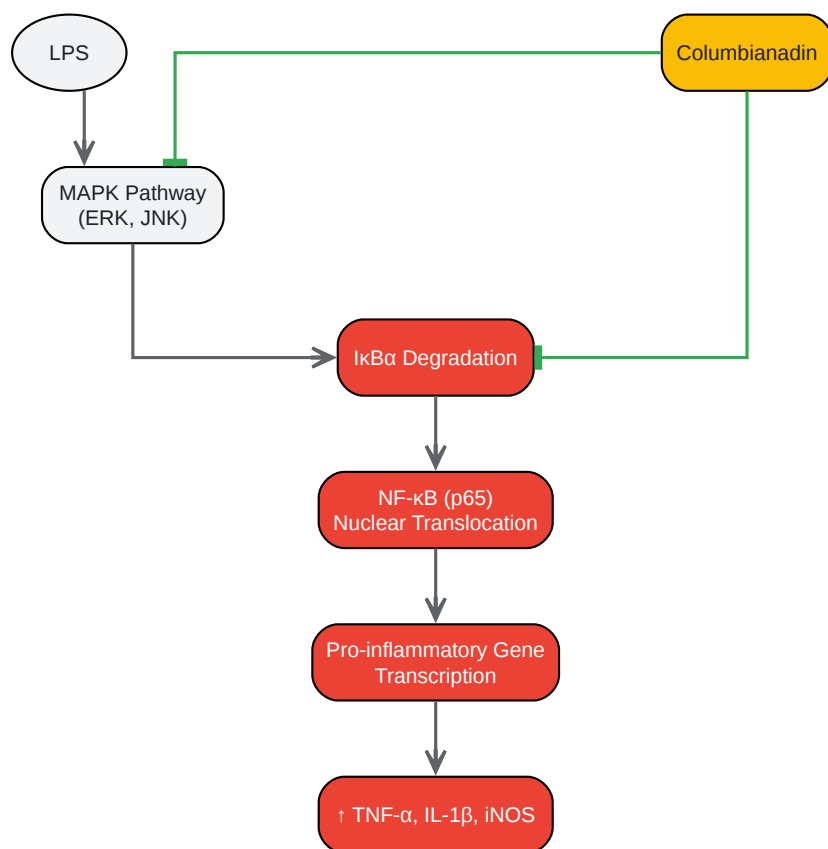 LPS
Columbianadin
MAPK Pathway
(ERK, JNK)
IκBα Degradation
NF-κB (p65)
Nuclear Translocation
Pro-inflammatory Gene
Transcription
↑ TNF-α, IL-1β, iNOS